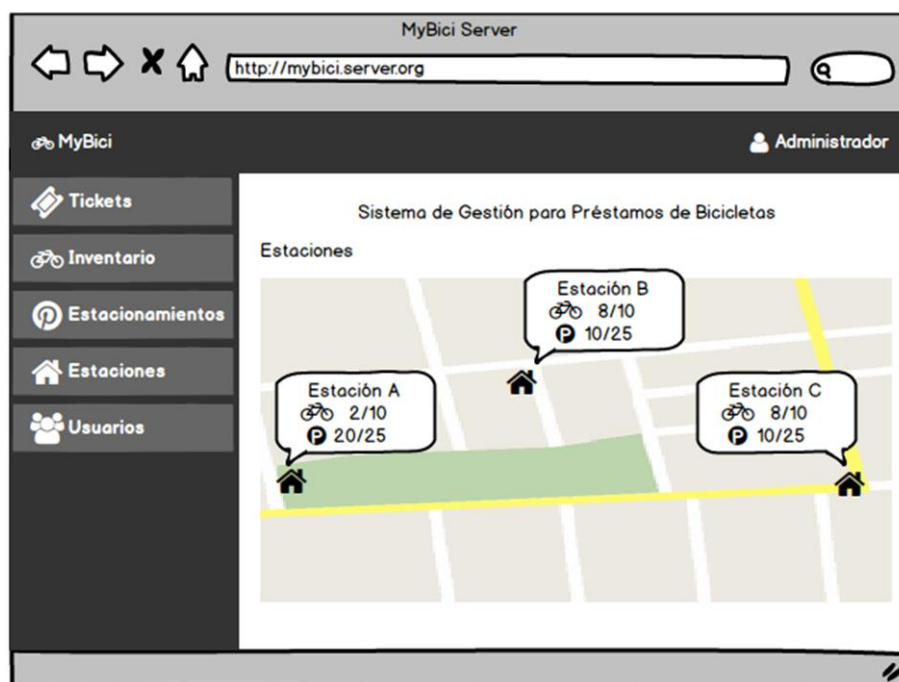 MyBici Server
http://mybici.server.org
MyBici
Administrador
Tickets
Inventario
Estacionamientos
Estaciones
Usuarios
Sistema de Gestión para Préstamos de Bicicletas
Estaciones
Estación B
8/10
P 10/25
Estación A
2/10
P 20/25
Estación C
8/10
P 10/25